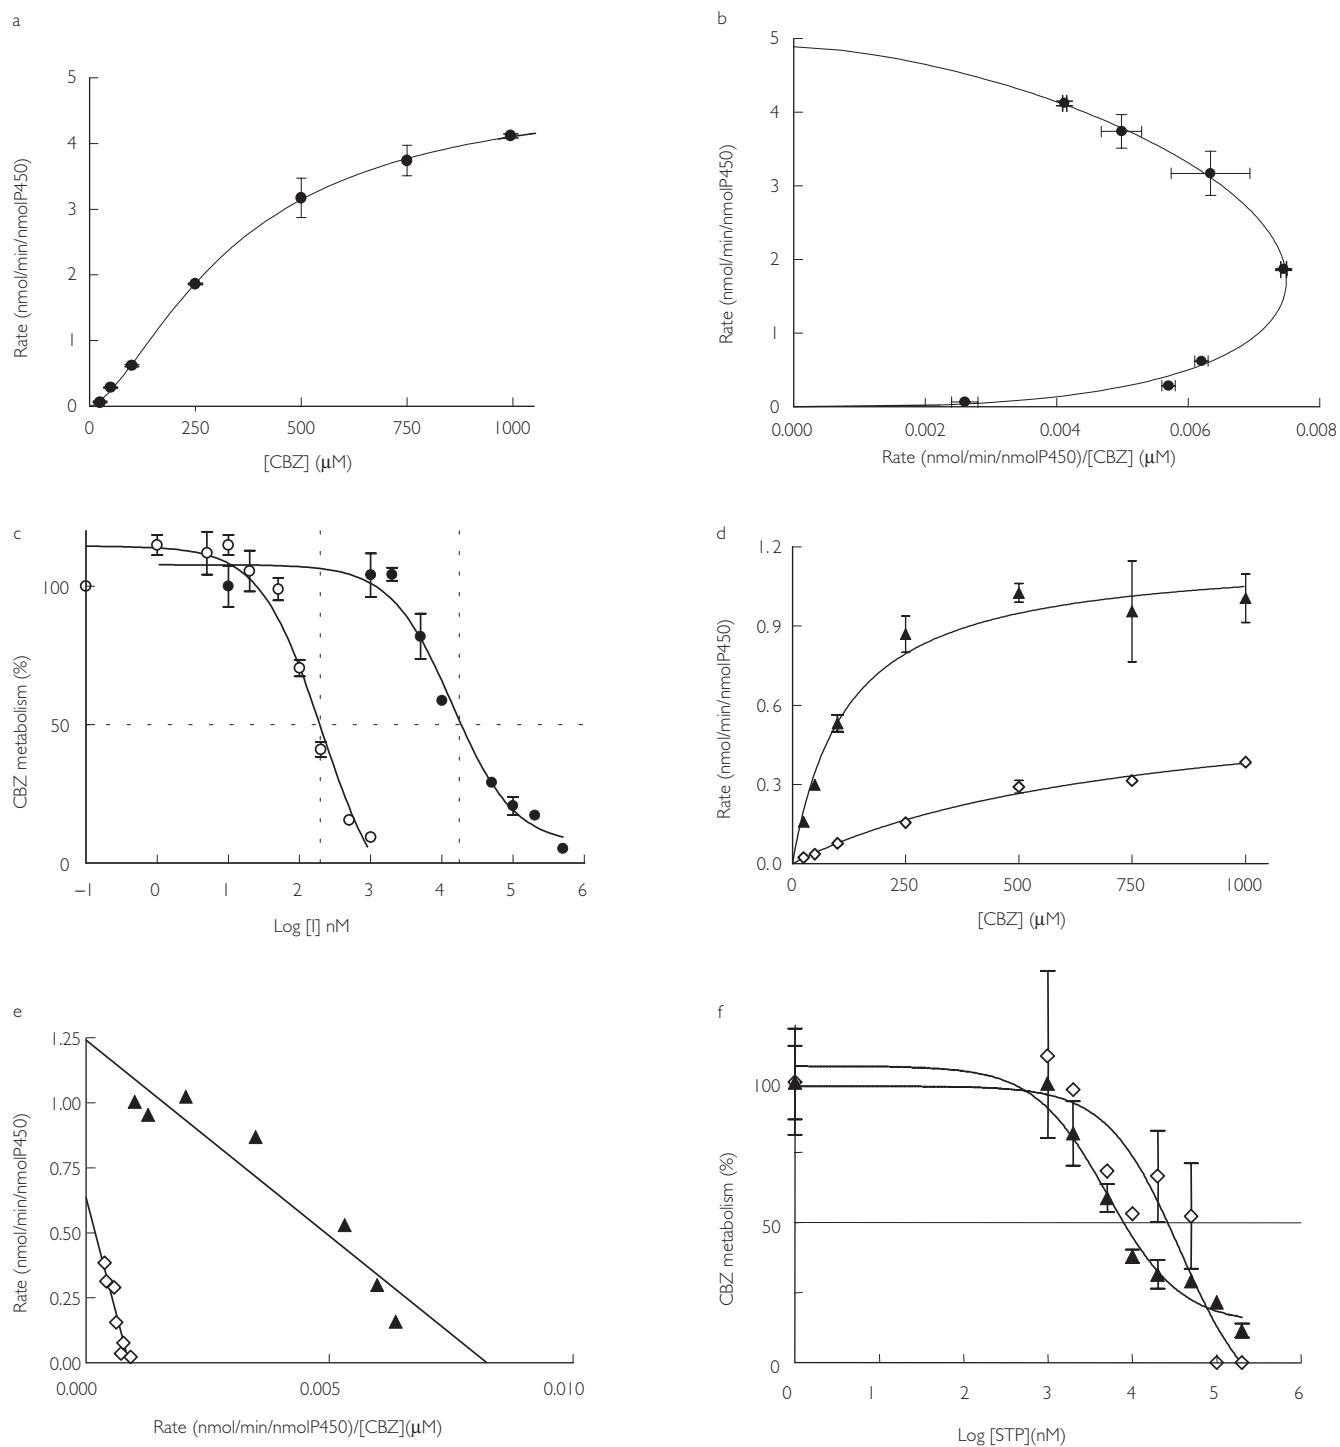 a
5
4
3
2
1
0
Rate (nmol/min/nmolP450)
0 250 500 750 1000
[CBZ] (μM)
b
5
4
3
2
1
0
Rate (nmol/min/nmolP450)
0.000 0.002 0.004 0.006 0.008
Rate (nmol/min/nmolP450)/[CBZ] (μM)
c
100
50
0
CBZ metabolism (%)
–1 0 1 2 3 4 5 6
Log [I] nM
d
1.2
0.9
0.6
0.3
0.0
Rate (nmol/min/nmolP450)
0 250 500 750 1000
[CBZ] (μM)
e
1.25
1.00
0.75
0.50
0.25
0.00
Rate (nmol/min/nmolP450)
0.000 0.005 0.010
Rate (nmol/min/nmolP450)/[CBZ](μM)
f
100
50
0
CBZ metabolism (%)
0 1 2 3 4 5 6
Log [STP](nM)